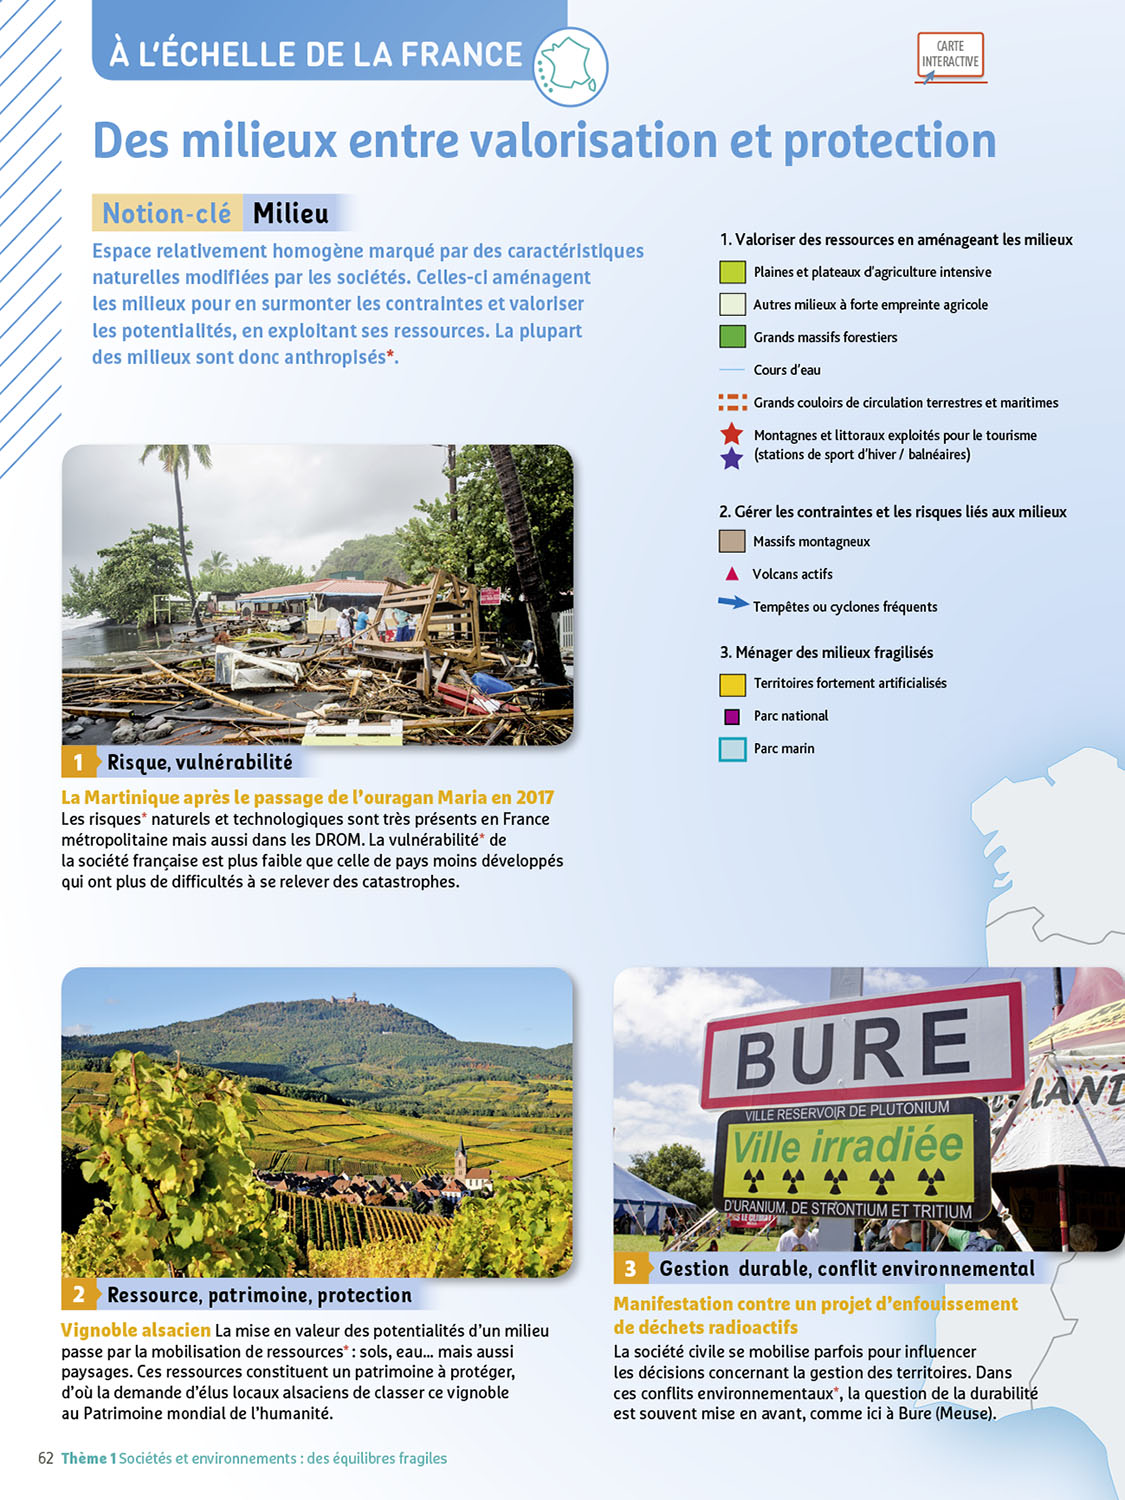 À L'ÉCHELLE DE LA FRANCE
CARTE
INTERACTIVE
Des milieux entre valorisation et protection
Notion-clé Milieu
Espace relativement homogène marqué par des caractéristiques
naturelles modifiées par les sociétés. Celles-ci aménagent
les milieux pour en surmonter les contraintes et valoriser
les potentialités, en exploitant ses ressources. La plupart
des milieux sont donc anthropisés*.
1. Valoriser des ressources en aménageant les milieux
Plaines et plateaux d'agriculture intensive
Autres milieux à forte empreinte agricole
Grands massifs forestiers
Cours d'eau
Grands couloirs de circulation terrestres et maritimes
Montagnes et littoraux exploités pour le tourisme
(stations de sport d'hiver / balnéaires)
2. Gérer les contraintes et les risques liés aux milieux
Massifs montagneux
Volcans actifs
Tempêtes ou cyclones fréquents
3. Ménager des milieux fragilisés
Territoires fortement artificialisés
Parc national
Parc marin
1 Risque, vulnérabilité
La Martinique après le passage de l'ouragan Maria en 2017
Les risques* naturels et technologiques sont très présents en France
métropolitaine mais aussi dans les DROM. La vulnérabilité* de
la société française est plus faible que celle de pays moins développés
qui ont plus de difficultés à se relever des catastrophes.
2 Ressource, patrimoine, protection
Vignoble alsacien La mise en valeur des potentialités d'un milieu
passe par la mobilisation de ressources* : sols, eau… mais aussi
paysages. Ces ressources constituent un patrimoine à protéger,
d'où la demande d'élus locaux alsaciens de classer ce vignoble
au Patrimoine mondial de l'humanité.
BURE
VILLE RESERVOIR DE PLUTONIUM
Ville irradiée
D'URANIUM, DE STRONTIUM ET TRITIUM
LAND
3 Gestion durable, conflit environnemental
Manifestation contre un projet d'enfouissement
de déchets radioactifs
La société civile se mobilise parfois pour influencer
les décisions concernant la gestion des territoires. Dans
ces conflits environnementaux*, la question de la durabilité
est souvent mise en avant, comme ici à Bure (Meuse).
62 Thème 1 Sociétés et environnements : des équilibres fragiles